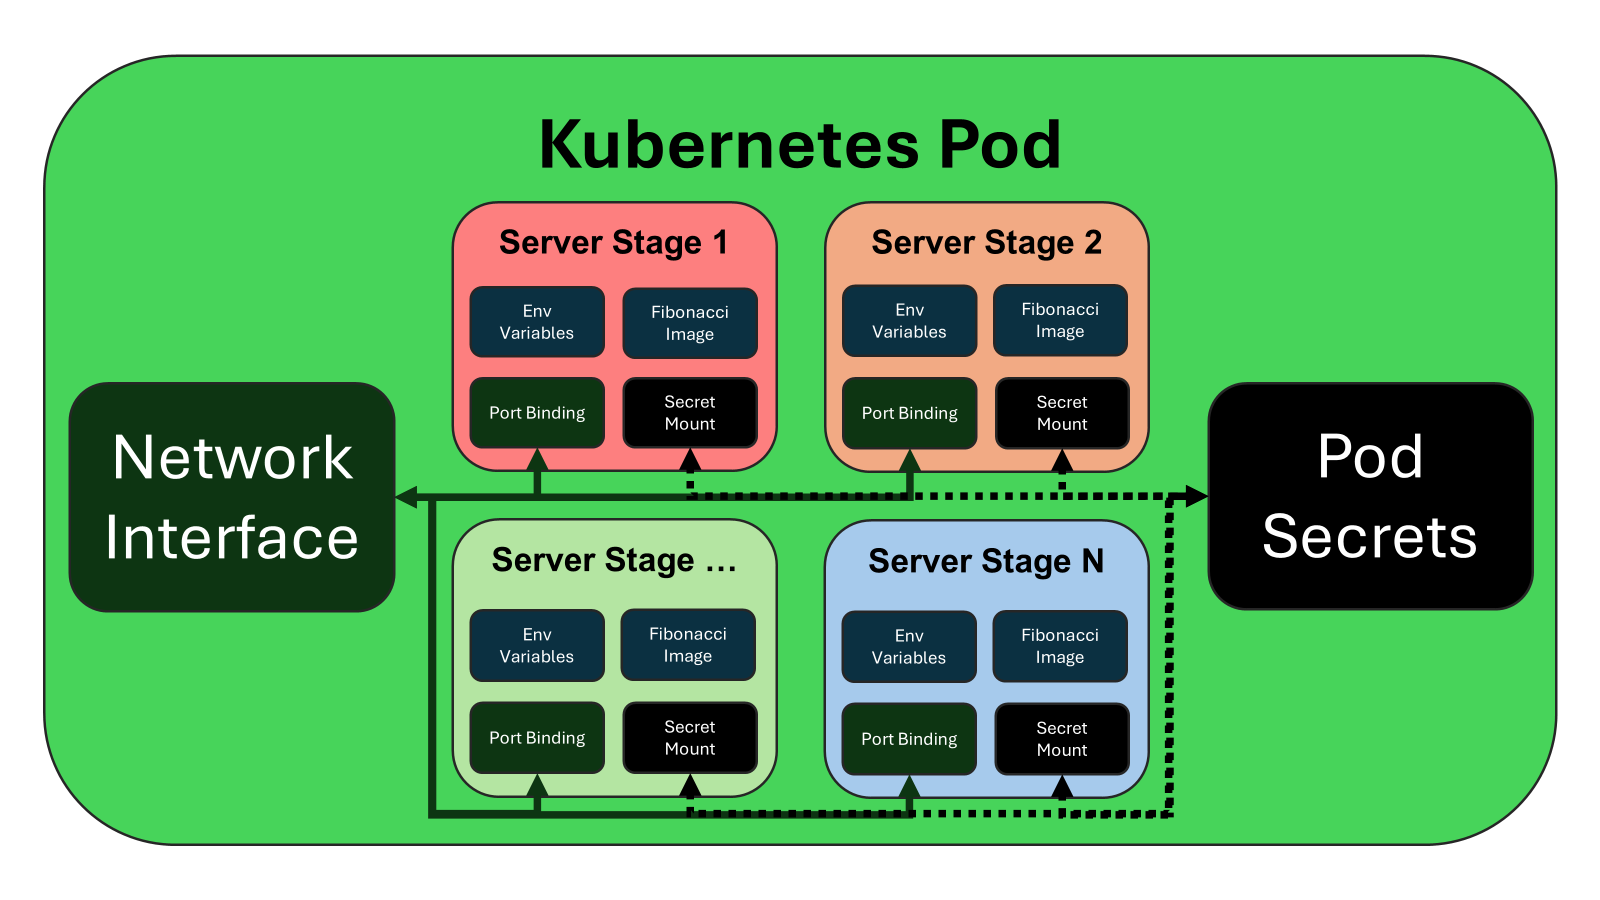 Kubernetes Pod
Server Stage 1
Env
Variables
Fibonacci
Image
Port Binding
Secret
Mount
Server Stage 2
Env
Variables
Fibonacci
Image
Port Binding
Secret
Mount
Network
Interface
Pod
Secrets
Server Stage ...
Env
Variables
Fibonacci
Image
Port Binding
Secret
Mount
Server Stage N
Env
Variables
Fibonacci
Image
Port Binding
Secret
Mount